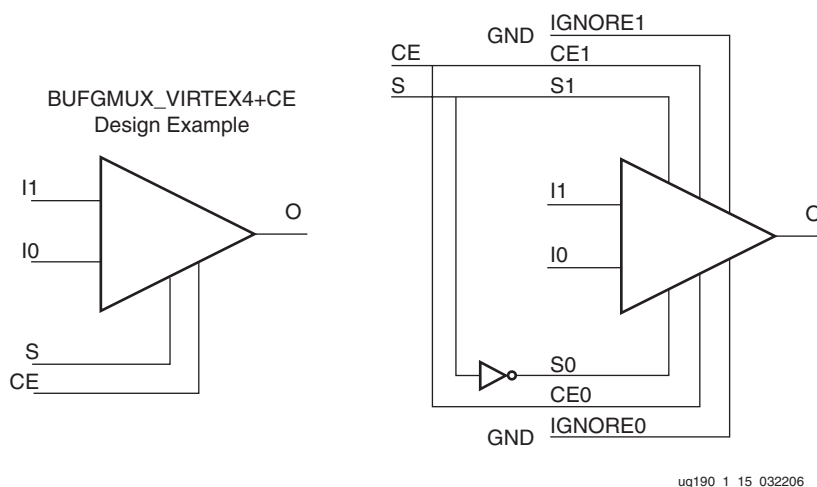 BUFGMUX_VIRTEX4+CE
Design Example
I1
I0
O
S
CE
GND
IGNORE1
CE
CE1
S
S1
I1
I0
O
S0
CE0
GND
IGNORE0
ug190_1_15_032206